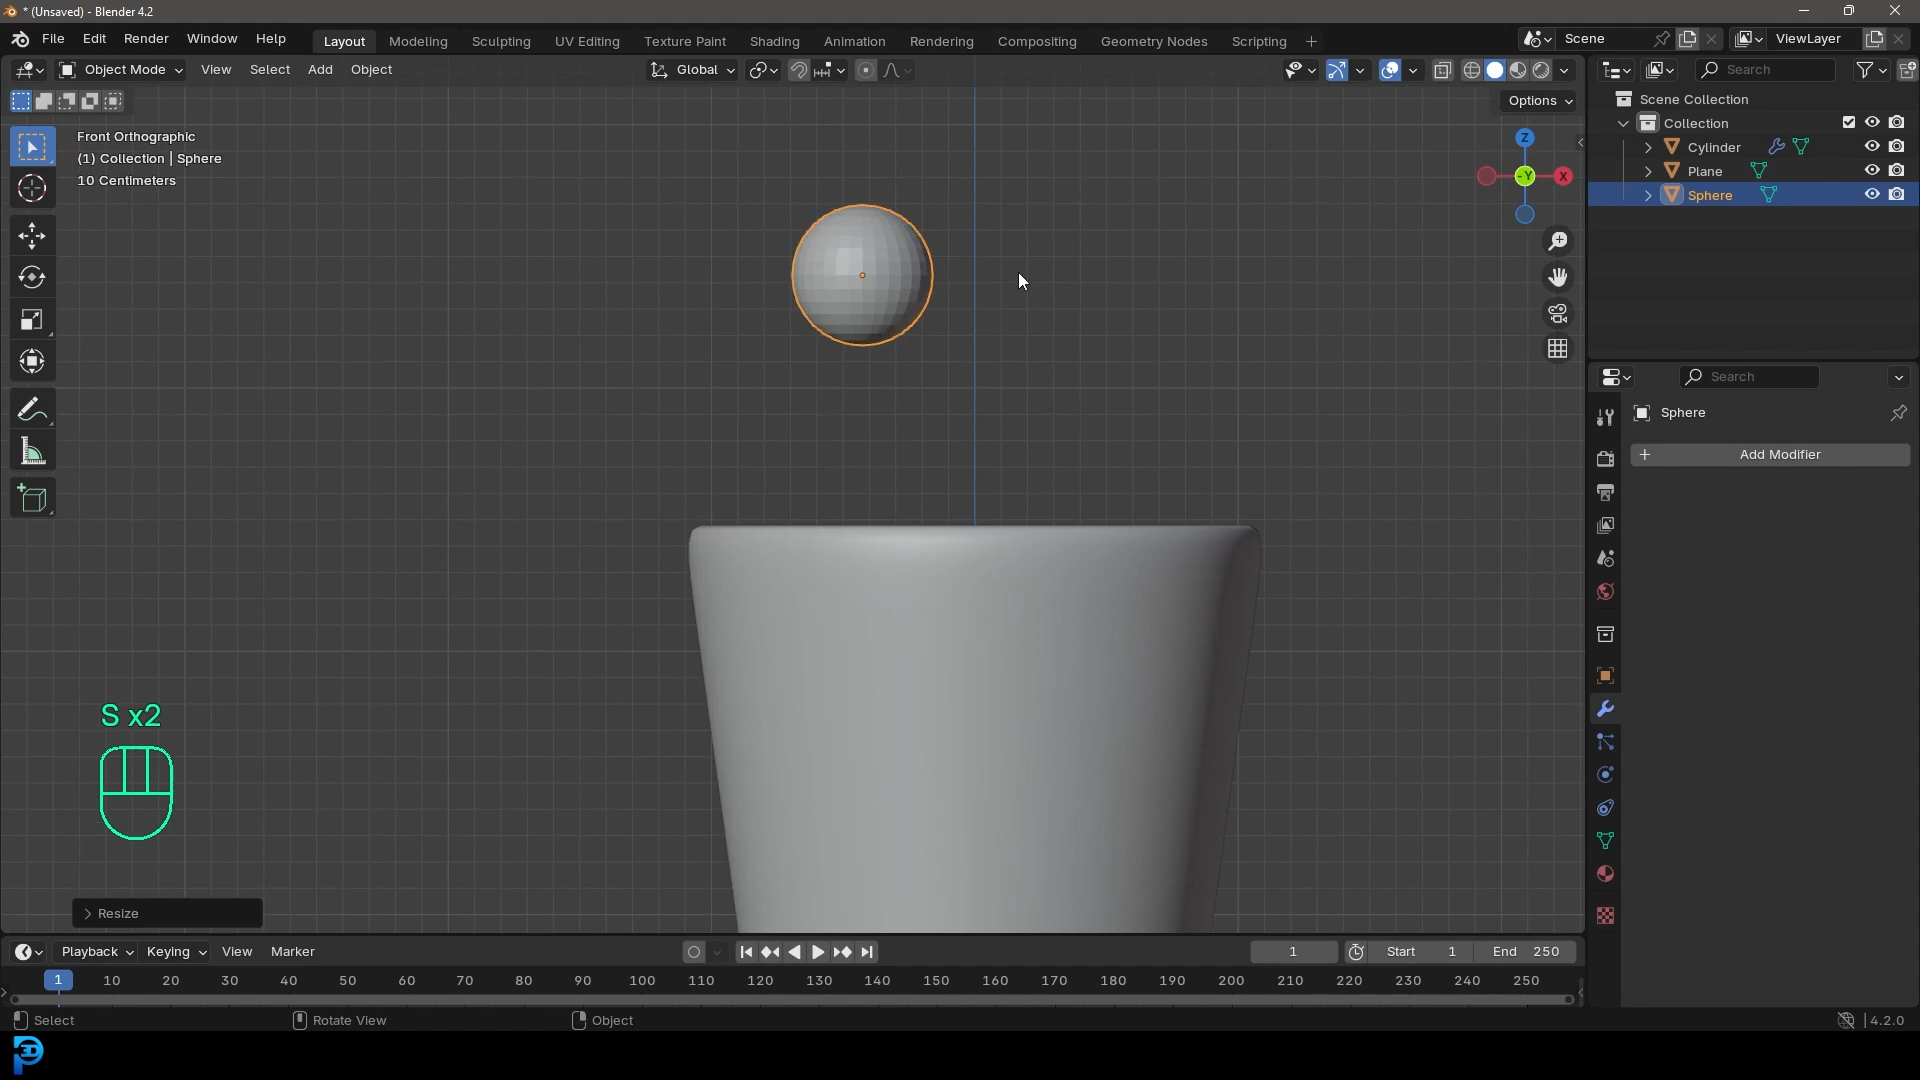 * (Unsaved) - Blender 4.2
File Edit Render Window Help
Layout Modeling Sculpting UV Editing Texture Paint Shading Animation Rendering Compositing Geometry Nodes Scripting +
Scene
ViewLayer
Object Mode View Select Add Object
Global
Search
Options
Front Orthographic
(1) Collection | Sphere
10 Centimeters
Z
-Y
X
Scene Collection
Collection
Cylinder
Plane
Sphere
Search
Sphere
+ Add Modifier
S x2
> Resize
Playback Keying View Marker
1
Start 1
End 250
1 10 20 30 40 50 60 70 80 90 100 110 120 130 140 150 160 170 180 190 200 210 220 230 240 250
Select
Rotate View
Object
4.2.0